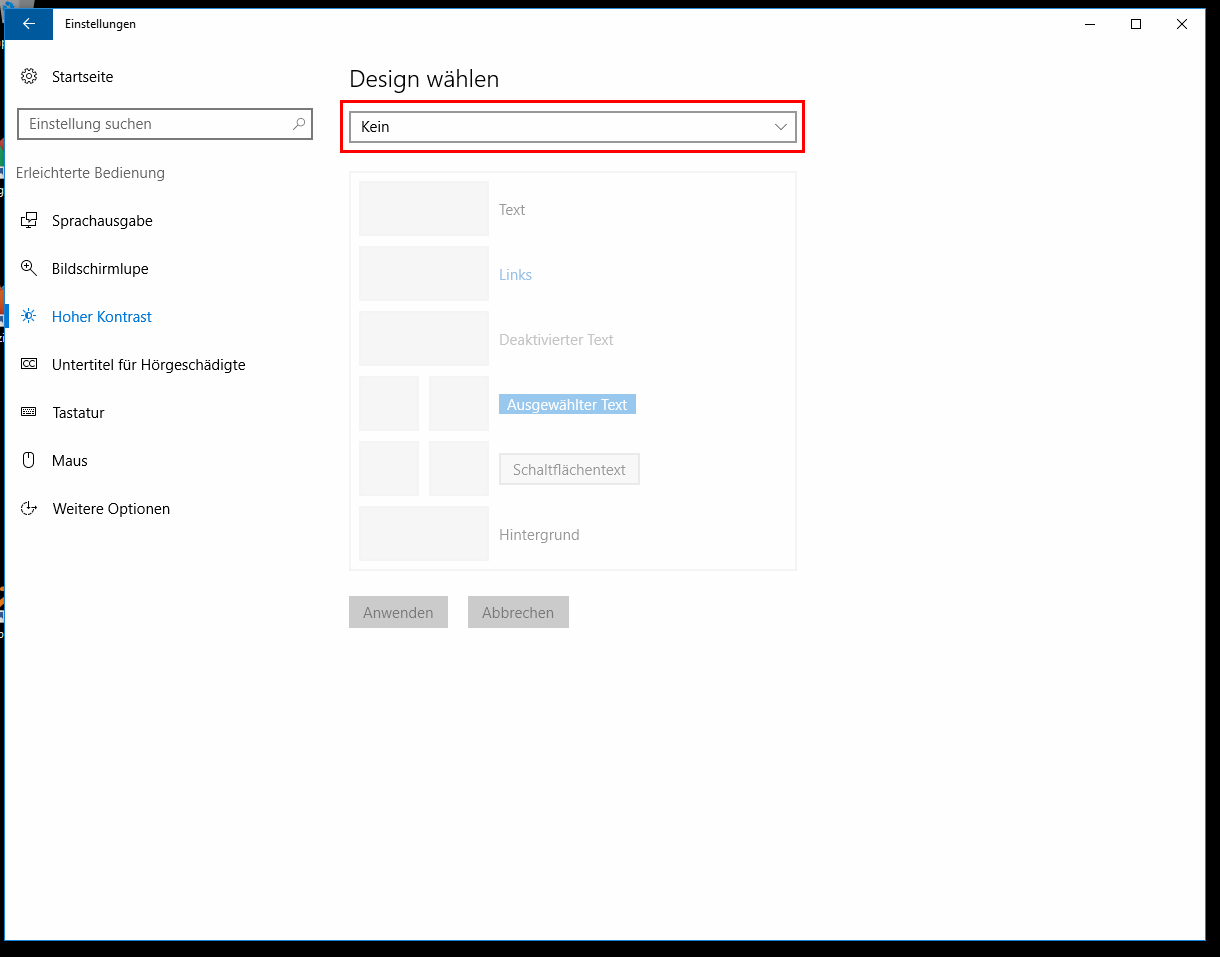 Einstellungen
Startseite
Einstellung suchen
Erleichterte Bedienung
Sprachausgabe
Bildschirmlupe
Hoher Kontrast
CC
Untertitel für Hörgeschädigte
Tastatur
Maus
Weitere Optionen
Design wählen
Kein
Text
Links
Deaktivierter Text
Ausgewählter Text
Schaltflächentext
Hintergrund
Anwenden
Abbrechen